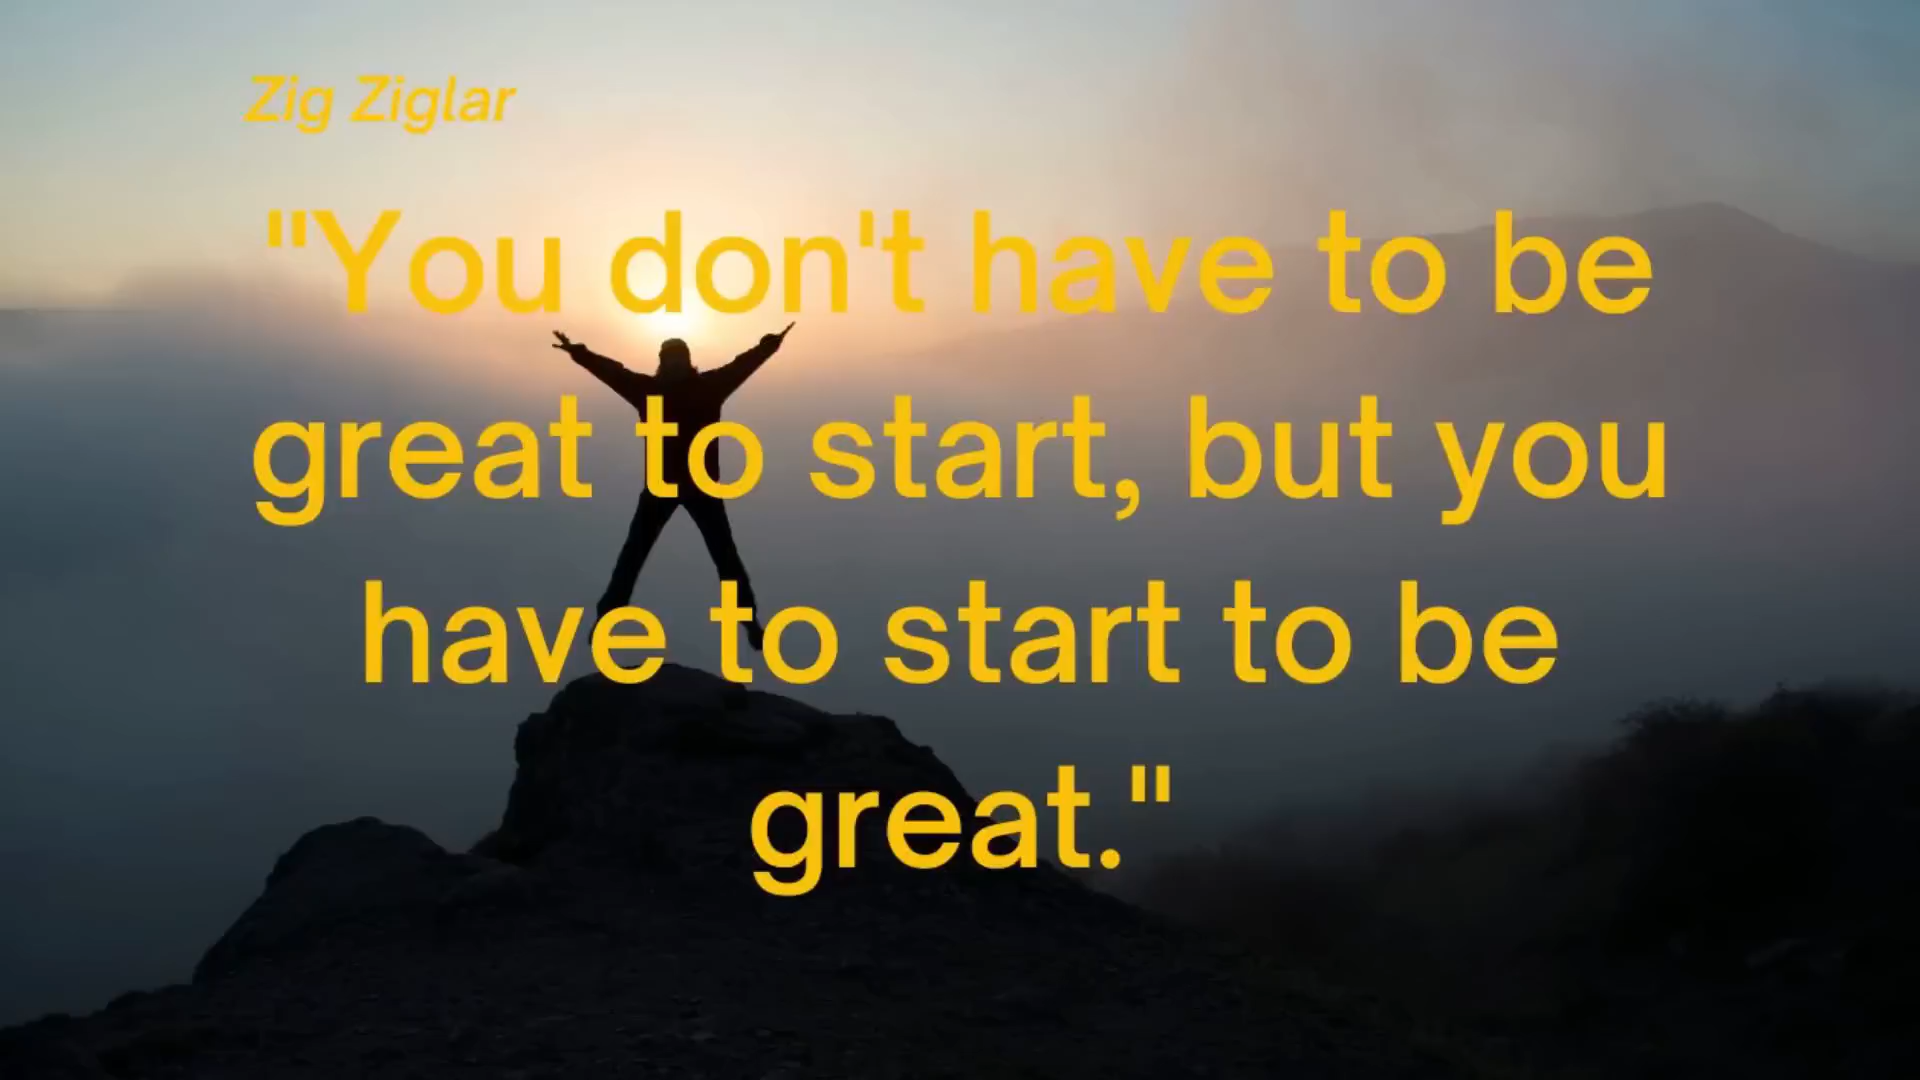 Zig Ziglar
"You don't have to be
great to start, but you
have to start to be
great."